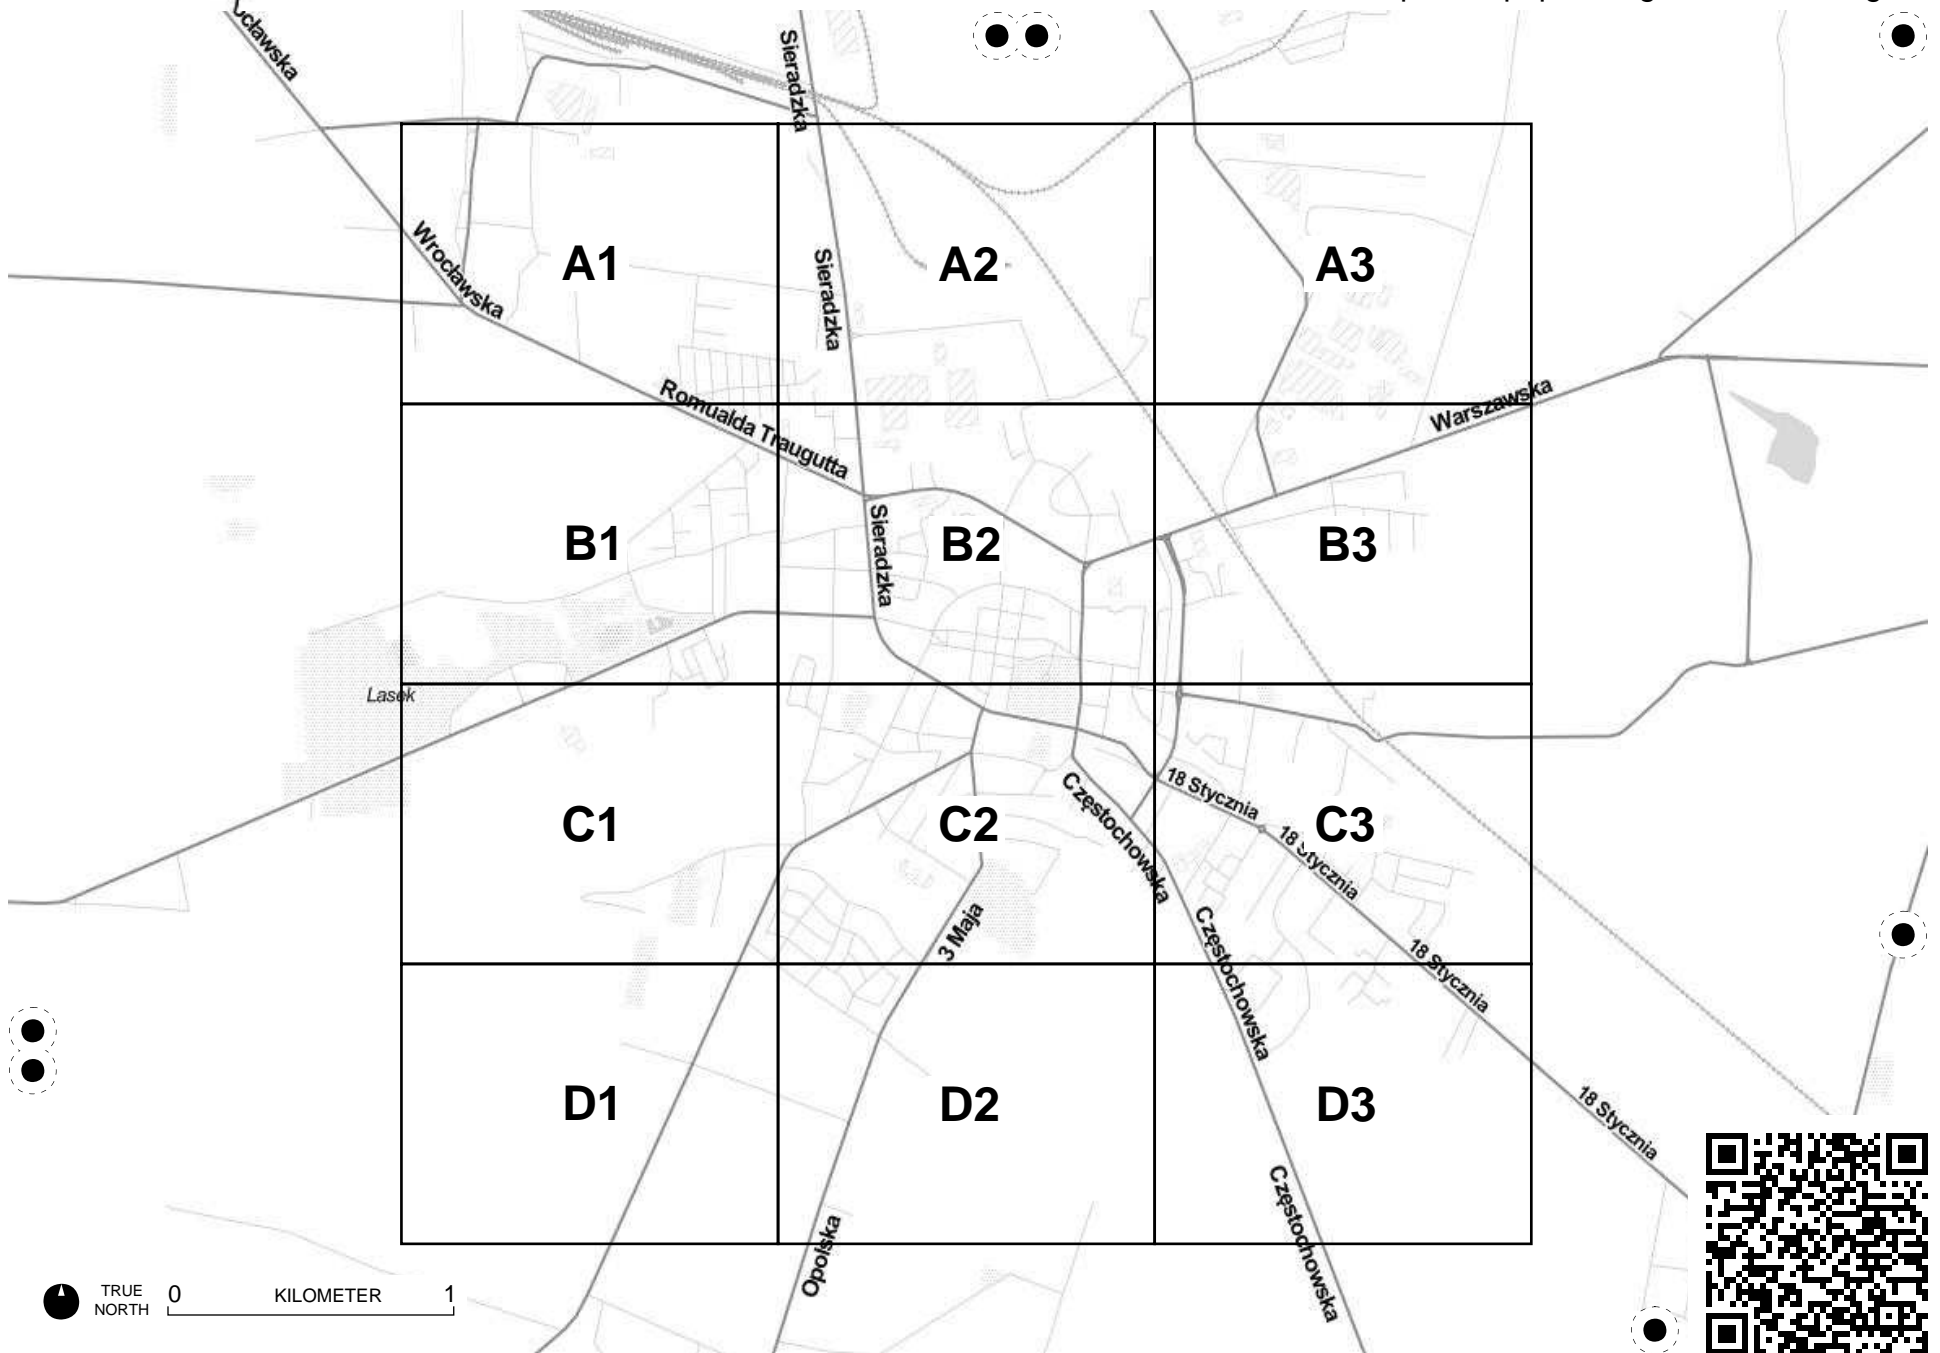 Sieradzka
Wrocławska
A1
Sieradzka
A2
A3
Romualda Traugutta
Warszawska
B1
Sieradzka
B2
B3
Lasek
C1
C2
Częstochowska
18 Stycznia
18 Stycznia
C3
3 Maja
Częstochowska
18 Stycznia
D1
D2
D3
18 Stycznia
Opolska
Częstochowska
TRUE
NORTH
0 KILOMETER 1